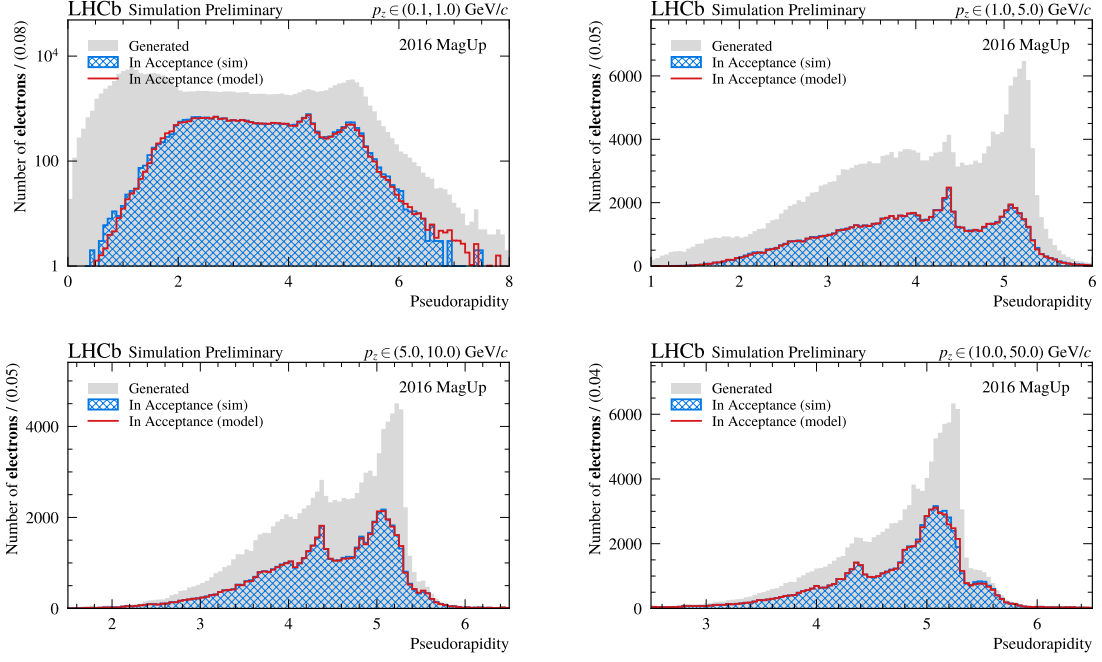 LHCb Simulation Preliminary p_z ∈ (0.1, 1.0) GeV/c
Generated
In Acceptance (sim)
In Acceptance (model)
2016 MagUp
Number of electrons / (0.08)
10^4
100
1
0 2 4 6 8
Pseudorapidity
LHCb Simulation Preliminary p_z ∈ (1.0, 5.0) GeV/c
Generated
In Acceptance (sim)
In Acceptance (model)
2016 MagUp
Number of electrons / (0.05)
6000
4000
2000
0
1 2 3 4 5 6
Pseudorapidity
LHCb Simulation Preliminary p_z ∈ (5.0, 10.0) GeV/c
Generated
In Acceptance (sim)
In Acceptance (model)
2016 MagUp
Number of electrons / (0.05)
4000
2000
0
2 3 4 5 6
Pseudorapidity
LHCb Simulation Preliminary p_z ∈ (10.0, 50.0) GeV/c
Generated
In Acceptance (sim)
In Acceptance (model)
2016 MagUp
Number of electrons / (0.04)
6000
4000
2000
0
3 4 5 6
Pseudorapidity